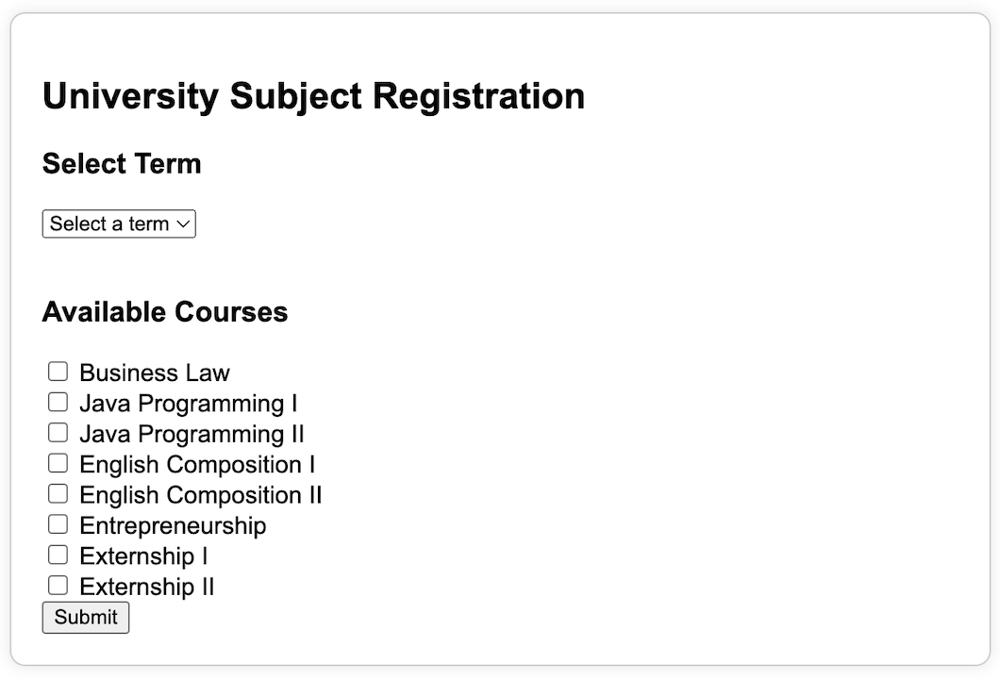 University Subject Registration
Select Term
Select a term
Available Courses
Business Law
Java Programming I
Java Programming II
English Composition I
English Composition II
Entrepreneurship
Externship I
Externship II
Submit